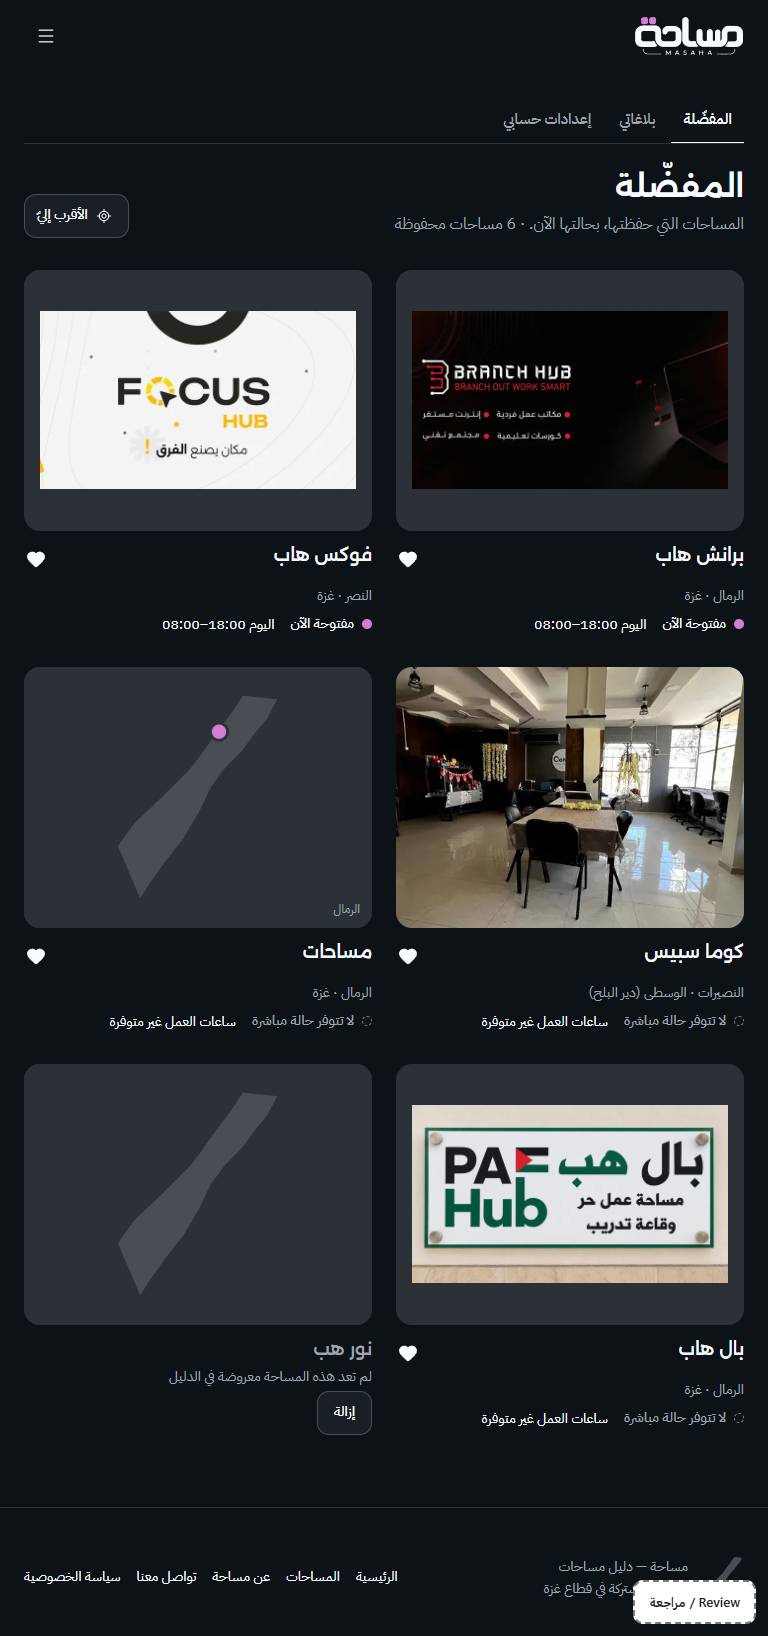 مساحة
MASAHA
المفضّلة
بلاغاتي
إعدادات حسابي
المفضّلة
المساحات التي حفظتها، بحالتها الآن. · 6 مساحات محفوظة
الأقرب إليّ
BRANCH HUB
BRANCH OUT WORK SMART
مكاتب عمل فردية
إنترنت مستقر
كورسات تعليمية
مجتمع تقني
برانش هاب
الرمال · غزة
مفتوحة الآن
اليوم 08:00–18:00
FOCUS
HUB
مكان يصنع الفرق !
فوكس هاب
النصر · غزة
مفتوحة الآن
اليوم 08:00–18:00
كوما سبيس
النصيرات · الوسطى (دير البلح)
لا تتوفر حالة مباشرة
ساعات العمل غير متوفرة
الرمال
مساحات
الرمال · غزة
لا تتوفر حالة مباشرة
ساعات العمل غير متوفرة
PAL بال هب
Hub
مساحة عمل حر
وقاعة تدريب
بال هاب
الرمال · غزة
لا تتوفر حالة مباشرة
ساعات العمل غير متوفرة
نور هب
لم تعد هذه المساحة معروضة في الدليل
إزالة
مساحة — دليل مساحات
في قطاع غزة
الرئيسية
المساحات
عن مساحة
تواصل معنا
سياسة الخصوصية
مراجعة / Review